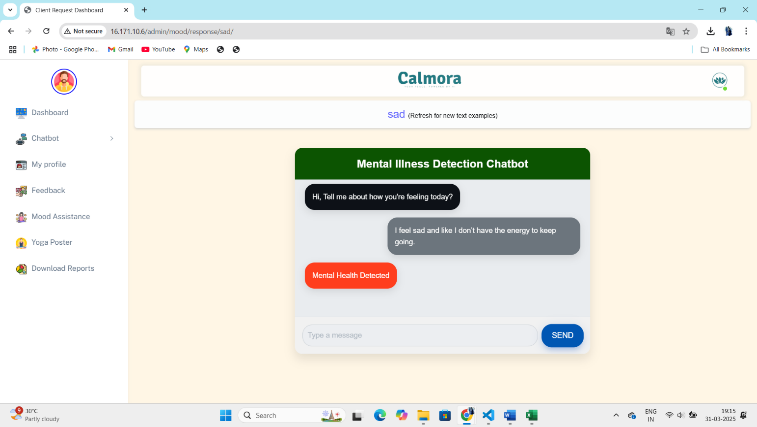 Client Request Dashboard
Not secure 16.171.10.6/admin/mood/response/sad/
Photo - Google Pho...
Gmail
YouTube
Maps
All Bookmarks
Calmora
sad (Refresh for new text examples)
Dashboard
Chatbot
My profile
Feedback
Mood Assistance
Yoga Poster
Download Reports
Mental Illness Detection Chatbot
Hi, Tell me about how you're feeling today?
I feel sad and like I don't have the energy to keep
going.
Mental Health Detected
Type a message
SEND
30°C
Partly cloudy
Search
ENG
IN
19:15
31-03-2025